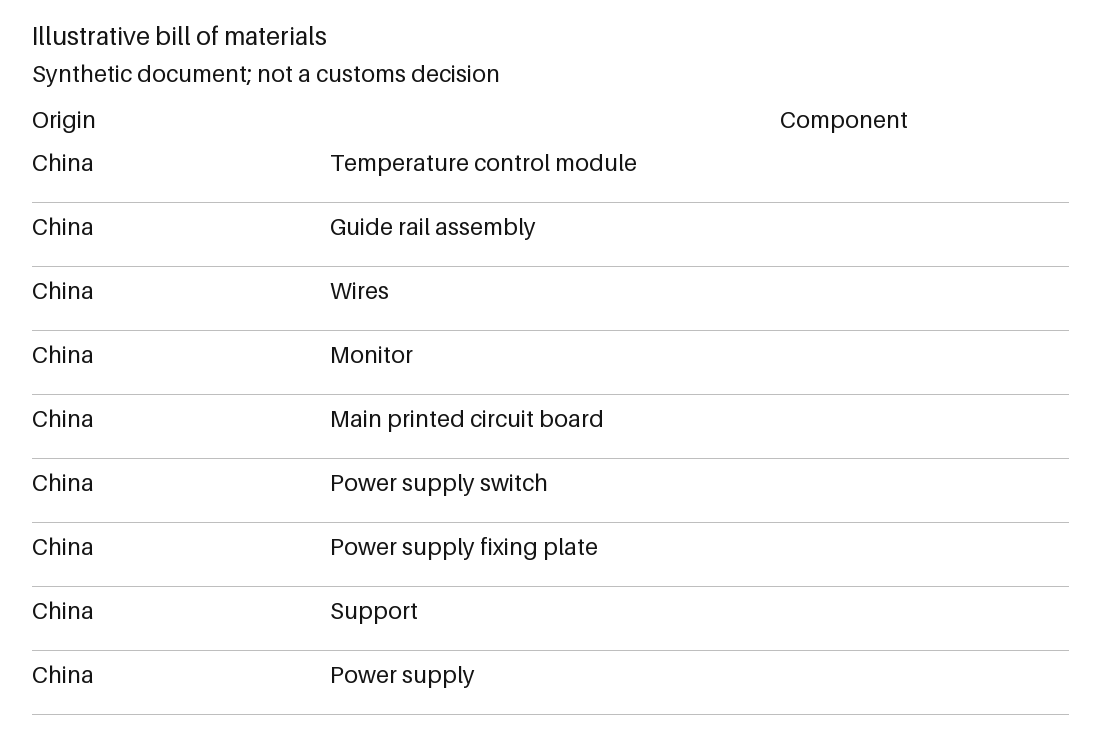 Illustrative bill of materials
Synthetic document; not a customs decision
Origin Component
China Temperature control module
China Guide rail assembly
China Wires
China Monitor
China Main printed circuit board
China Power supply switch
China Power supply fixing plate
China Support
China Power supply